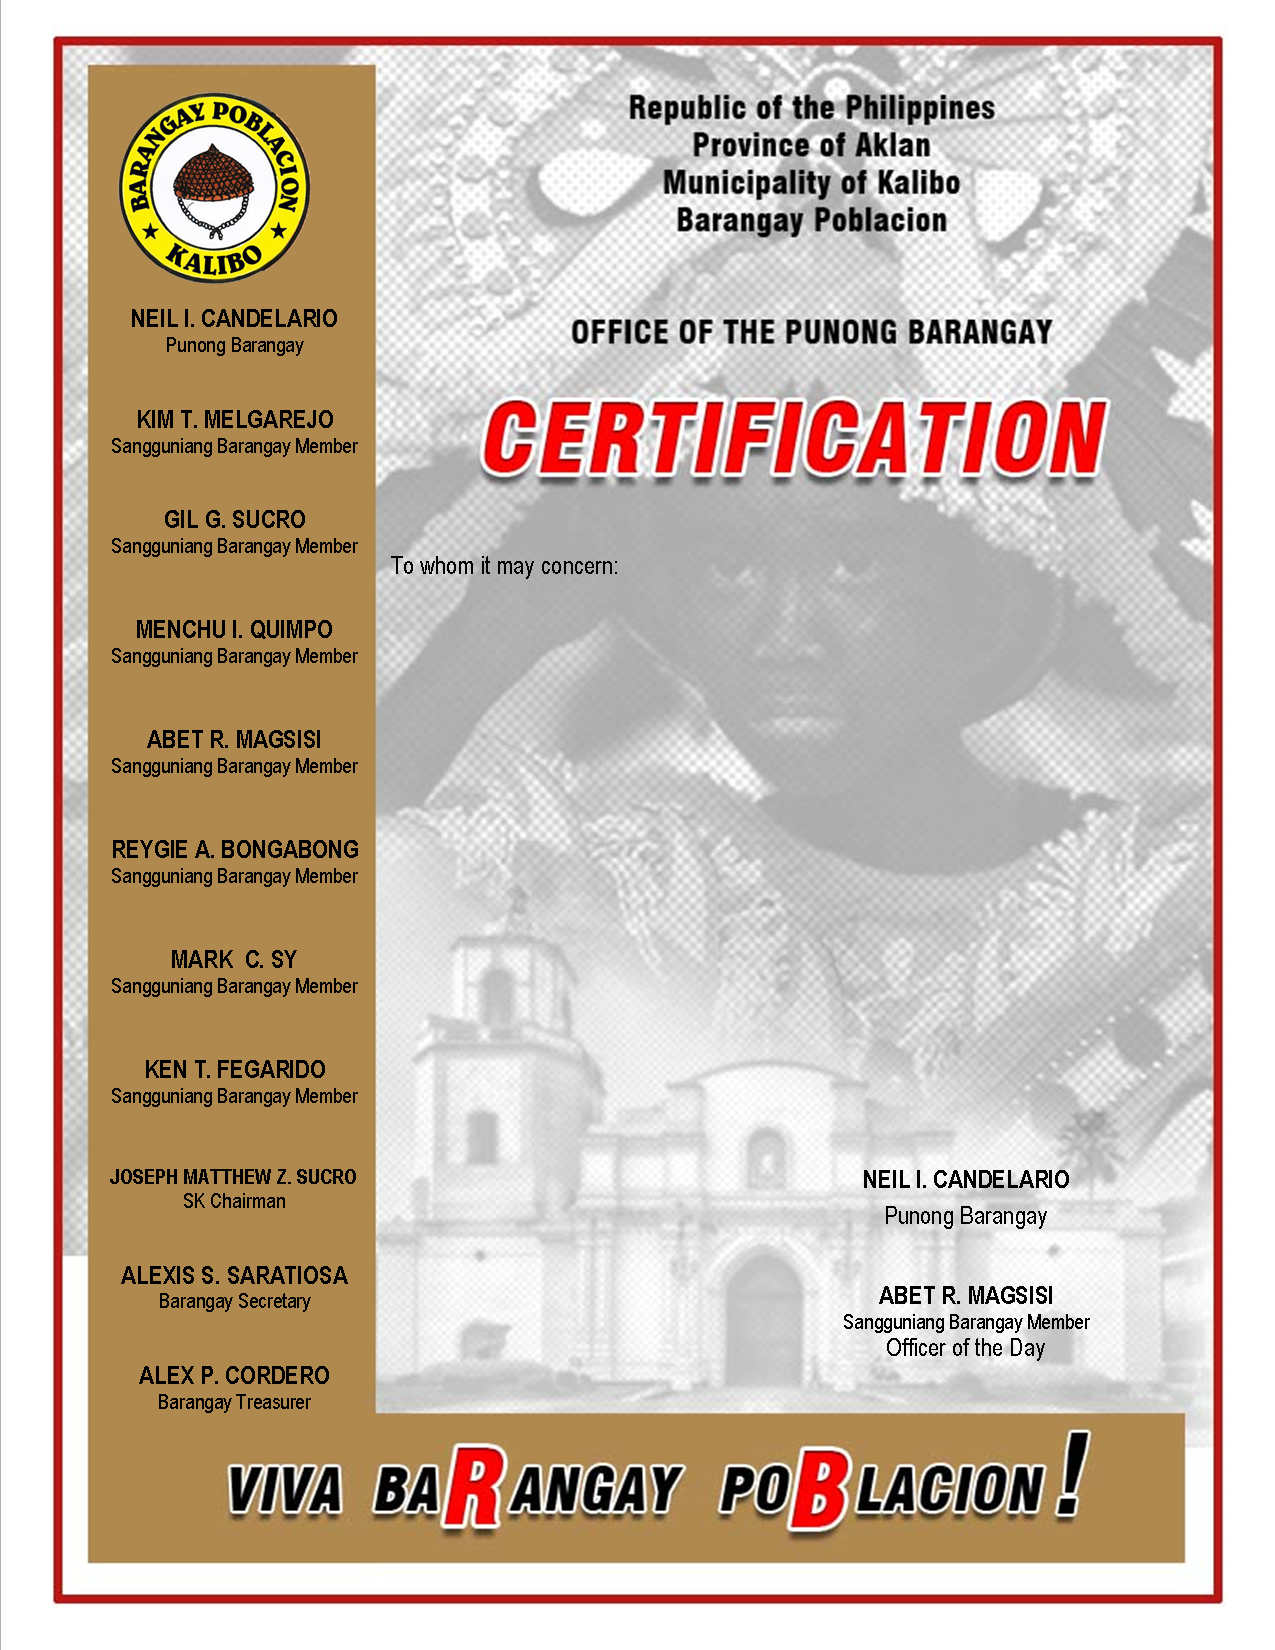 BARANGAY POBLACION
KALIBO
NEIL I. CANDELARIO
Punong Barangay
KIM T. MELGAREJO
Sangguniang Barangay Member
GIL G. SUCRO
Sangguniang Barangay Member
MENCHU I. QUIMPO
Sangguniang Barangay Member
ABET R. MAGSISI
Sangguniang Barangay Member
REYGIE A. BONGABONG
Sangguniang Barangay Member
MARK C. SY
Sangguniang Barangay Member
KEN T. FEGARIDO
Sangguniang Barangay Member
JOSEPH MATTHEW Z. SUCRO
SK Chairman
ALEXIS S. SARATIOSA
Barangay Secretary
ALEX P. CORDERO
Barangay Treasurer
Republic of the Philippines
Province of Aklan
Municipality of Kalibo
Barangay Poblacion
OFFICE OF THE PUNONG BARANGAY
CERTIFICATION
To whom it may concern:
NEIL I. CANDELARIO
Punong Barangay
ABET R. MAGSISI
Sangguniang Barangay Member
Officer of the Day
VIVA BARANGAY POBLACION!